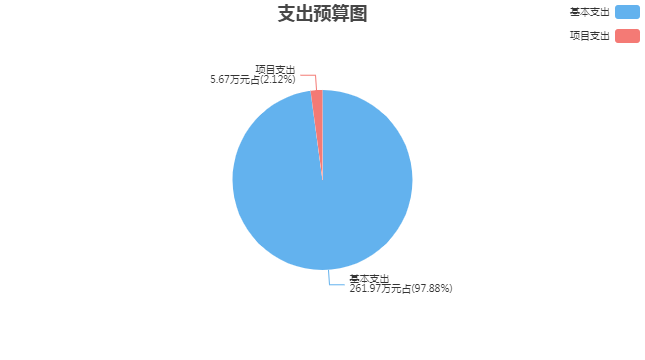 支出预算图
基本支出
项目支出
项目支出
5.67万元占(2.12%)
基本支出
261.97万元占(97.88%)